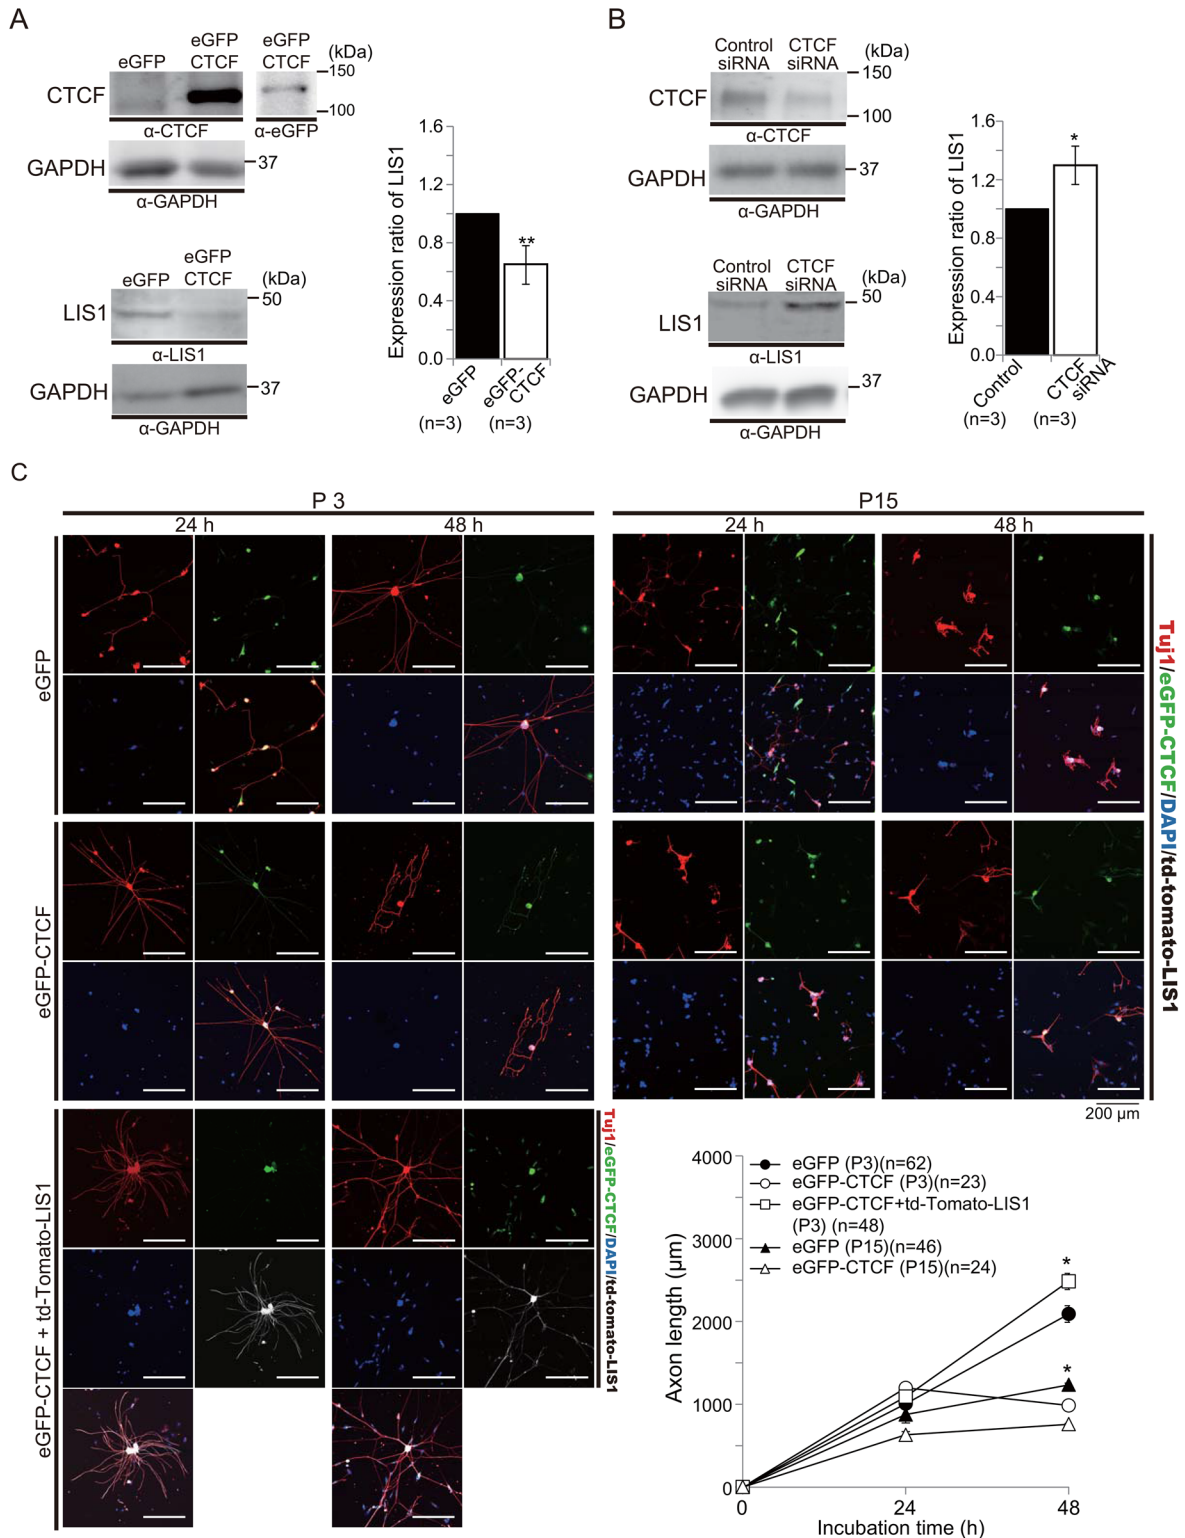 A
eGFP
eGFP
CTCF
eGFP
CTCF
(kDa)
150
CTCF
100
α-CTCF
α-eGFP
GAPDH
37
α-GAPDH
eGFP
eGFP
CTCF
(kDa)
50
LIS1
α-LIS1
GAPDH
37
α-GAPDH
Expression ratio of LIS1
1.6
1.2
0.8
0.4
0.0
**
eGFP
eGFP-
CTCF
(n=3)
(n=3)
B
Control
siRNA
CTCF
siRNA
(kDa)
150
CTCF
100
α-CTCF
GAPDH
37
α-GAPDH
Control
siRNA
CTCF
siRNA
(kDa)
50
LIS1
α-LIS1
GAPDH
37
α-GAPDH
Expression ratio of LIS1
1.6
1.2
0.8
0.4
0.0
*
Control
CTCF
siRNA
(n=3)
(n=3)
C
P 3
P15
24 h
48 h
24 h
48 h
eGFP
eGFP-CTCF
eGFP-CTCF + td-Tomato-LIS1
Tuj1/eGFP-CTCF/DAPI/td-tomato-LIS1
200 μm
Tuj1/eGFP-CTCF/DAPI/td-tomato-LIS1
Axon length (μm)
4000
3000
2000
1000
0
eGFP (P3)(n=62)
eGFP-CTCF (P3)(n=23)
eGFP-CTCF+td-Tomato-LIS1
(P3) (n=48)
eGFP (P15)(n=46)
eGFP-CTCF (P15)(n=24)
*
*
0
24
48
Incubation time (h)